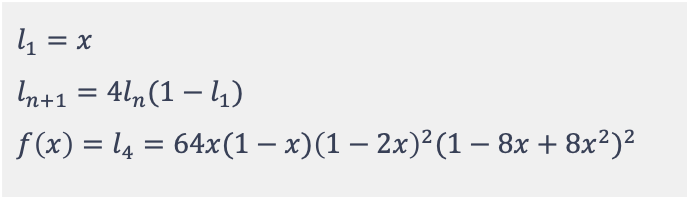 l₁ = x
lₙ₊₁ = 4lₙ(1 − l₁)
f(x) = l₄ = 64x(1 − x)(1 − 2x)²(1 − 8x + 8x²)²